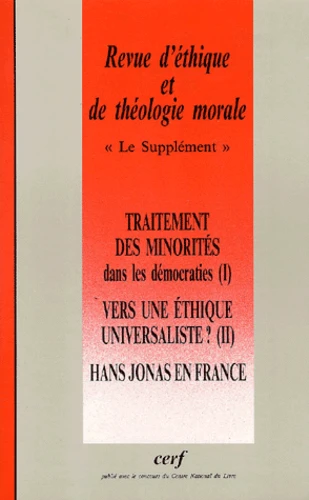 Revue d'éthique
et
de théologie morale
« Le Supplément »
TRAITEMENT
DES MINORITÉS
dans les démocraties (I)
VERS UNE ÉTHIQUE
UNIVERSALISTE ? (II)
HANS JONAS EN FRANCE
cerf
publié avec le concours du Centre National du Livre